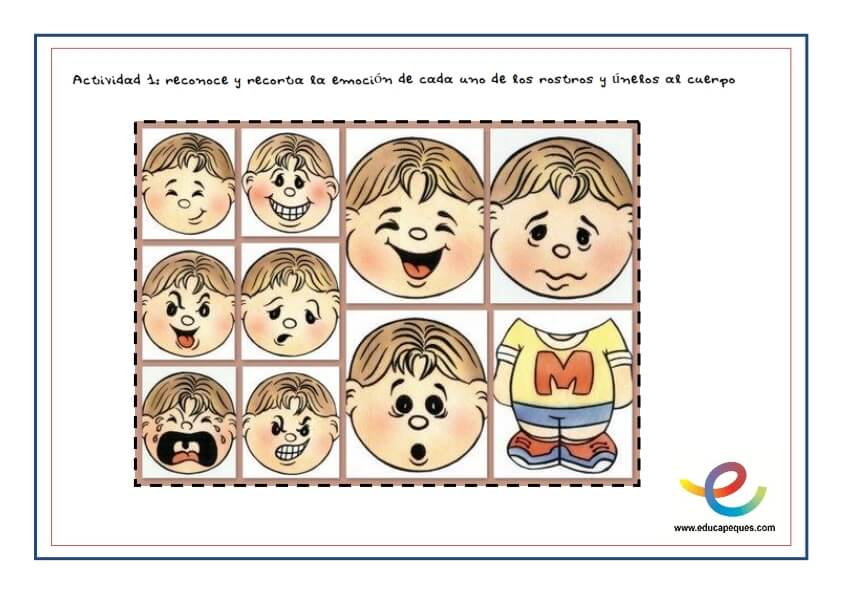 Actividad 1: reconoce y recorta la emoción de cada uno de los rostros y únelos al cuerpo
M
www.educapeques.com